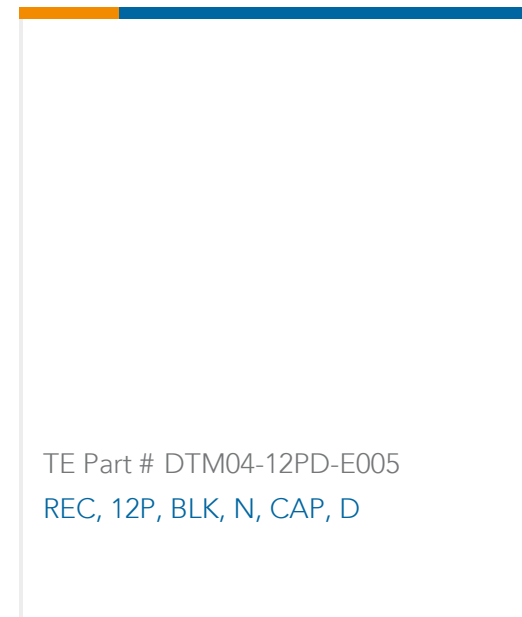 TE Part # DTM04-12PD-E005
REC, 12P, BLK, N, CAP, D